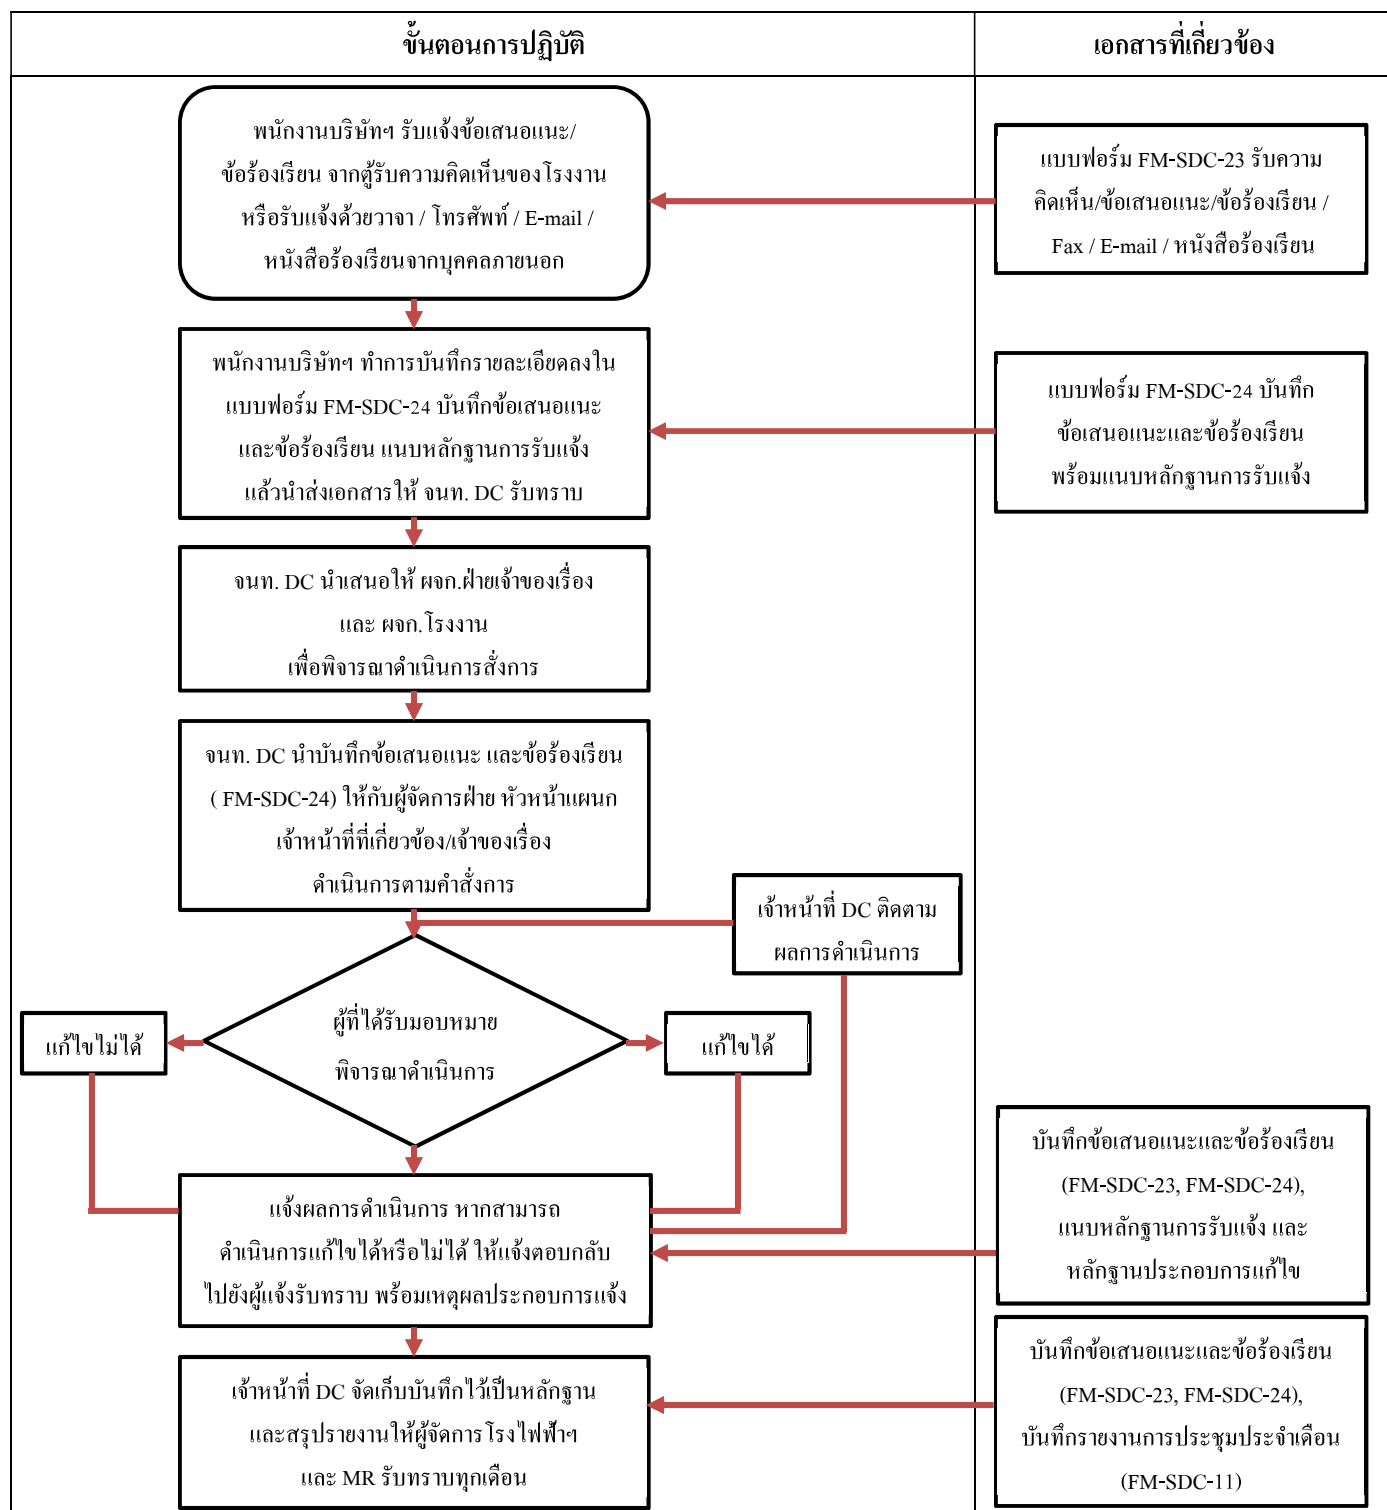 ขั้นตอนการปฏิบัติ
เอกสารที่เกี่ยวข้อง
พนักงานบริษัทฯ รับแจ้งข้อเสนอแนะ/
ข้อร้องเรียน จากตู้รับความคิดเห็นของโรงงาน
หรือรับแจ้งด้วยวาจา / โทรศัพท์ / E-mail /
หนังสือร้องเรียนจากบุคคลภายนอก
แบบฟอร์ม FM-SDC-23 รับความ
คิดเห็น/ข้อเสนอแนะ/ข้อร้องเรียน /
Fax / E-mail / หนังสือร้องเรียน
พนักงานบริษัทฯ ทำการบันทึกรายละเอียดลงใน
แบบฟอร์ม FM-SDC-24 บันทึกข้อเสนอแนะ
และข้อร้องเรียน แนบหลักฐานการรับแจ้ง
แล้วนำส่งเอกสารให้ จนท. DC รับทราบ
แบบฟอร์ม FM-SDC-24 บันทึก
ข้อเสนอแนะและข้อร้องเรียน
พร้อมแนบหลักฐานการรับแจ้ง
จนท. DC นำเสนอให้ ผจก.ฝ่ายเจ้าของเรื่อง
และ ผจก.โรงงาน
เพื่อพิจารณาดำเนินการสั่งการ
จนท. DC นำบันทึกข้อเสนอแนะ และข้อร้องเรียน
( FM-SDC-24) ให้กับผู้จัดการฝ่าย หัวหน้าแผนก
เจ้าหน้าที่ที่เกี่ยวข้อง/เจ้าของเรื่อง
ดำเนินการตามคำสั่งการ
เจ้าหน้าที่ DC ติดตาม
ผลการดำเนินการ
ผู้ที่ได้รับมอบหมาย
พิจารณาดำเนินการ
แก้ไขไม่ได้
แก้ไขได้
แจ้งผลการดำเนินการ หากสามารถ
ดำเนินการแก้ไขได้หรือไม่ได้ ให้แจ้งตอบกลับ
ไปยังผู้แจ้งรับทราบ พร้อมเหตุผลประกอบการแจ้ง
บันทึกข้อเสนอแนะและข้อร้องเรียน
(FM-SDC-23, FM-SDC-24),
แนบหลักฐานการรับแจ้ง และ
หลักฐานประกอบการแก้ไข
เจ้าหน้าที่ DC จัดเก็บบันทึกไว้เป็นหลักฐาน
และสรุปรายงานให้ผู้จัดการโรงไฟฟ้าฯ
และ MR รับทราบทุกเดือน
บันทึกข้อเสนอแนะและข้อร้องเรียน
(FM-SDC-23, FM-SDC-24),
บันทึกรายงานการประชุมประจำเดือน
(FM-SDC-11)